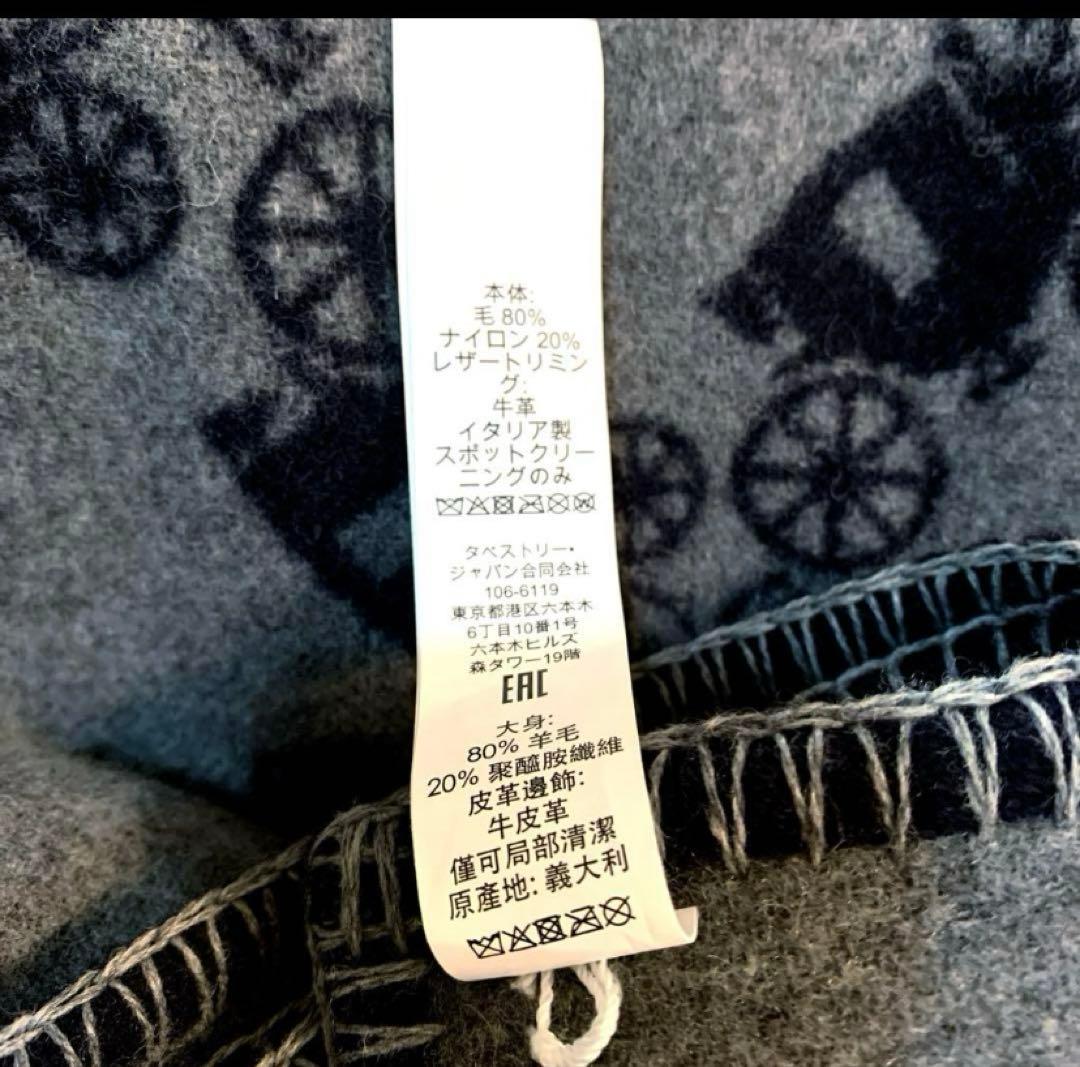 本体:
毛 80%
ナイロン 20%
レザートリミン
グ:
牛革
イタリア製
スポットクリー
ニングのみ
タペストリー・
ジャパン合同会社
106-6119
東京都港区六本木
6丁目10番1号
六本木ヒルズ
森タワー19階
EAC
大身:
80% 羊毛
20% 聚醯胺纖維
皮革邊飾:
牛皮革
僅可局部清潔
原產地: 義大利